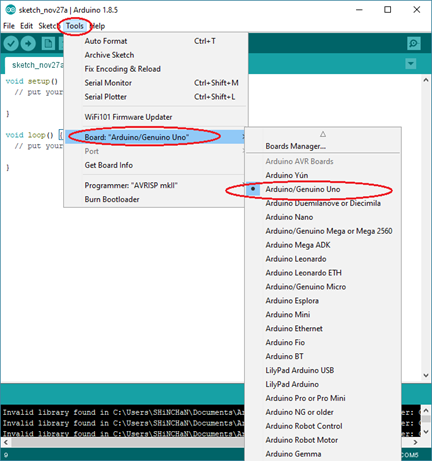 sketch_nov27a | Arduino 1.8.5
File Edit Sketch Tools Help
Auto Format Ctrl+T
Archive Sketch
Fix Encoding & Reload
Serial Monitor Ctrl+Shift+M
Serial Plotter Ctrl+Shift+L
WiFi101 Firmware Updater
Board: "Arduino/Genuino Uno"
Port
Get Board Info
Programmer: "AVRISP mkII"
Burn Bootloader
sketch_nov27a
void setup()
// put your
}
void loop() {
// put your
}
Boards Manager...
Arduino AVR Boards
Arduino Yún
Arduino/Genuino Uno
Arduino Duemilanove or Diecimila
Arduino Nano
Arduino/Genuino Mega or Mega 2560
Arduino Mega ADK
Arduino Leonardo
Arduino Leonardo ETH
Arduino/Genuino Micro
Arduino Esplora
Arduino Mini
Arduino Ethernet
Arduino Fio
Arduino BT
LilyPad Arduino USB
LilyPad Arduino
Arduino Pro or Pro Mini
Arduino NG or older
Arduino Robot Control
Arduino Robot Motor
Arduino Gemma
Invalid library found in C:\Users\SHiNCHaN\Documents\Ar
Invalid library found in C:\Users\SHiNCHaN\Documents\Ar
Invalid library found in C:\Users\SHiNCHaN\Documents\Ar
9